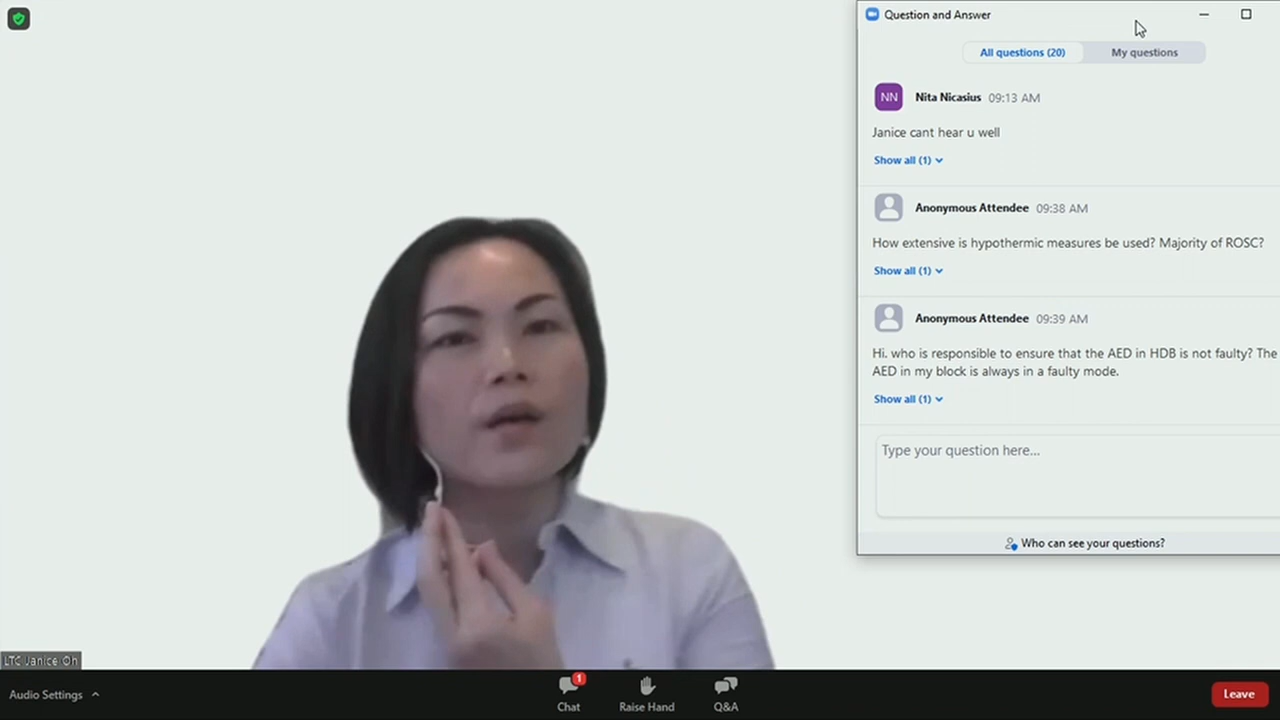 Question and Answer
All questions (20)
My questions
NN
Nita Nicasius 09:13 AM
Janice cant hear u well
Show all (1)
Anonymous Attendee 09:38 AM
How extensive is hypothermic measures be used? Majority of ROSC?
Show all (1)
Anonymous Attendee 09:39 AM
Hi. who is responsible to ensure that the AED in HDB is not faulty? The
AED in my block is always in a faulty mode.
Show all (1)
Type your question here...
Who can see your questions?
LTC Janice Oh
Audio Settings
1
Chat
Raise Hand
Q&A
Leave